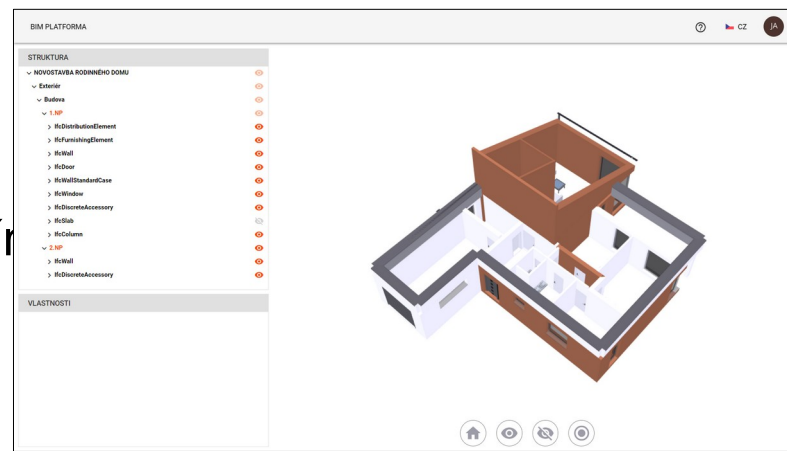 BIM PLATFORMA
CZ
JA
STRUKTURA
NOVOSTAVBA RODINNÉHO DOMU
Exteriér
Budova
1.NP
IfcDistributionElement
IfcFurnishingElement
IfcWall
IfcDoor
IfcWallStandardCase
IfcWindow
IfcDiscreteAccessory
IfcSlab
IfcColumn
2.NP
IfcWall
IfcDiscreteAccessory
VLASTNOSTI